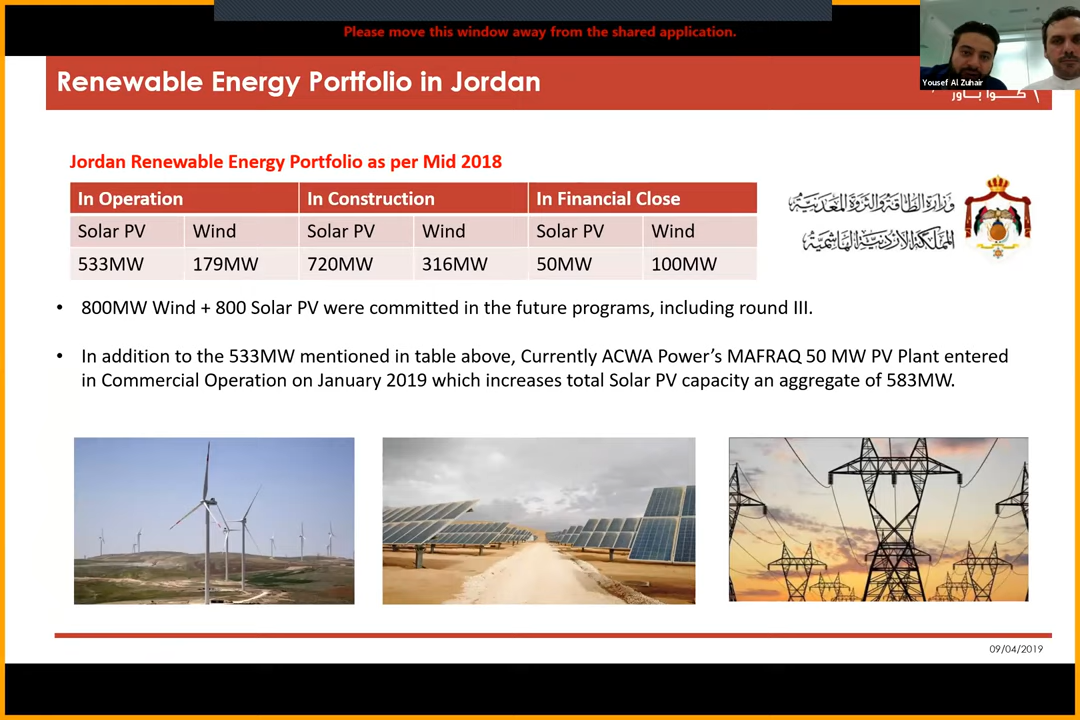 Please move this window away from the shared application.
Yousef Al Zuhair
Renewable Energy Portfolio in Jordan
أكـــوا بـــاور
Jordan Renewable Energy Portfolio as per Mid 2018
In Operation In Construction In Financial Close
Solar PV Wind Solar PV Wind Solar PV Wind
533MW 179MW 720MW 316MW 50MW 100MW
وزارة الطاقة والثروة المعدنية
المملكة الأردنية الهاشمية
• 800MW Wind + 800 Solar PV were committed in the future programs, including round III.
• In addition to the 533MW mentioned in table above, Currently ACWA Power’s MAFRAQ 50 MW PV Plant entered
in Commercial Operation on January 2019 which increases total Solar PV capacity an aggregate of 583MW.
09/04/2019